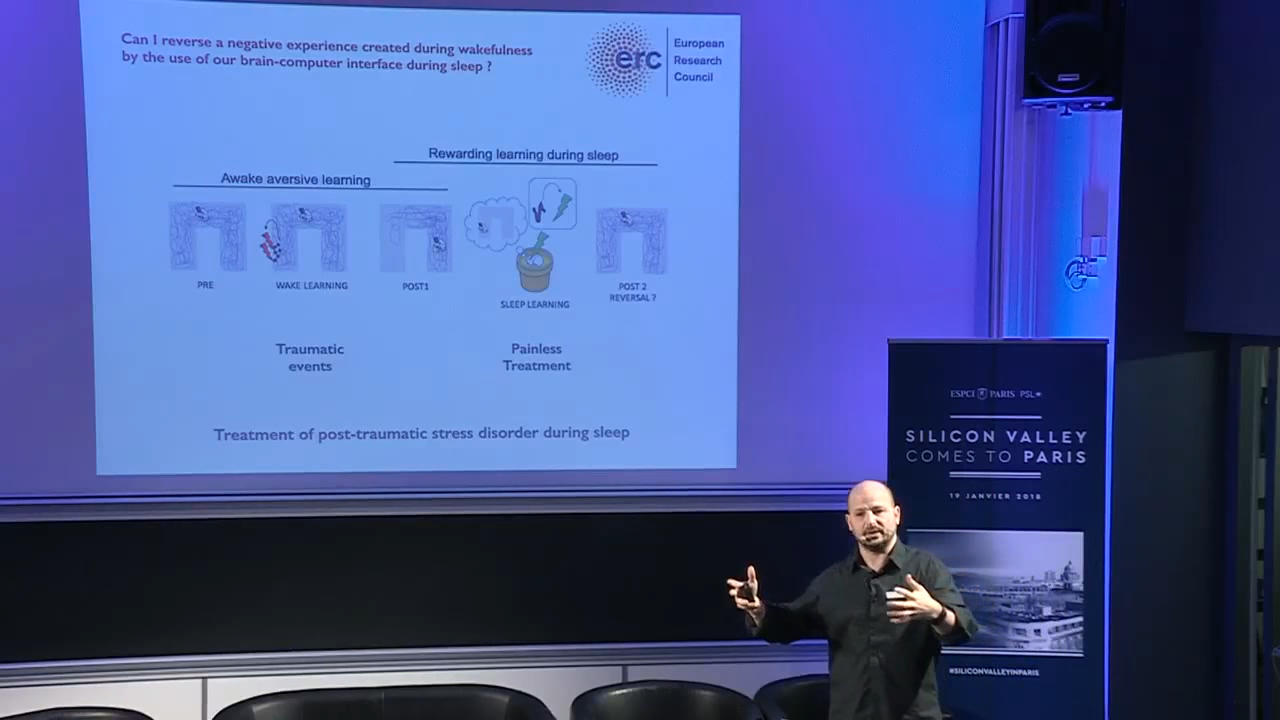 Can I reverse a negative experience created during wakefulness
by the use of our brain-computer interface during sleep ?
erc
European
Research
Council
Rewarding learning during sleep
Awake aversive learning
PRE
WAKE LEARNING
POST1
SLEEP LEARNING
POST 2
REVERSAL ?
Traumatic
events
Painless
Treatment
Treatment of post-traumatic stress disorder during sleep
ESPCI PARIS PSL
SILICON VALLEY
COMES TO PARIS
19 JANVIER 2018
#SILICONVALLEYINPARIS